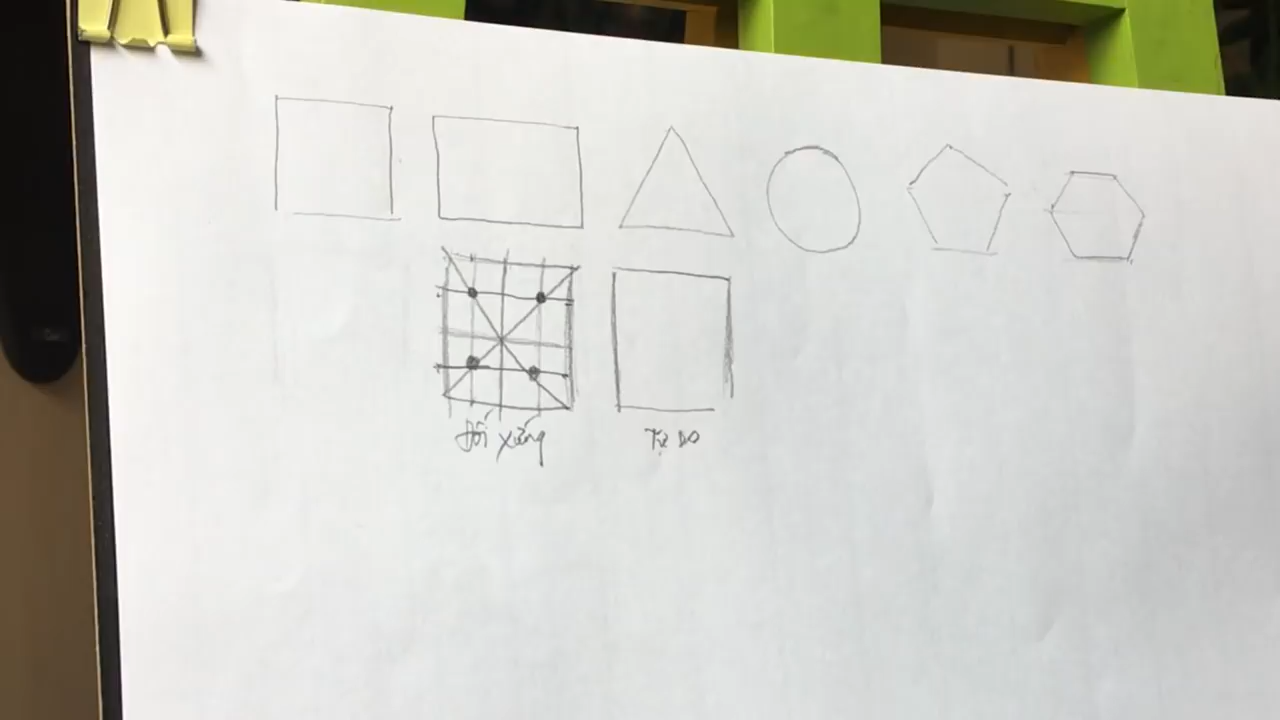 Đối xứng
Tự do